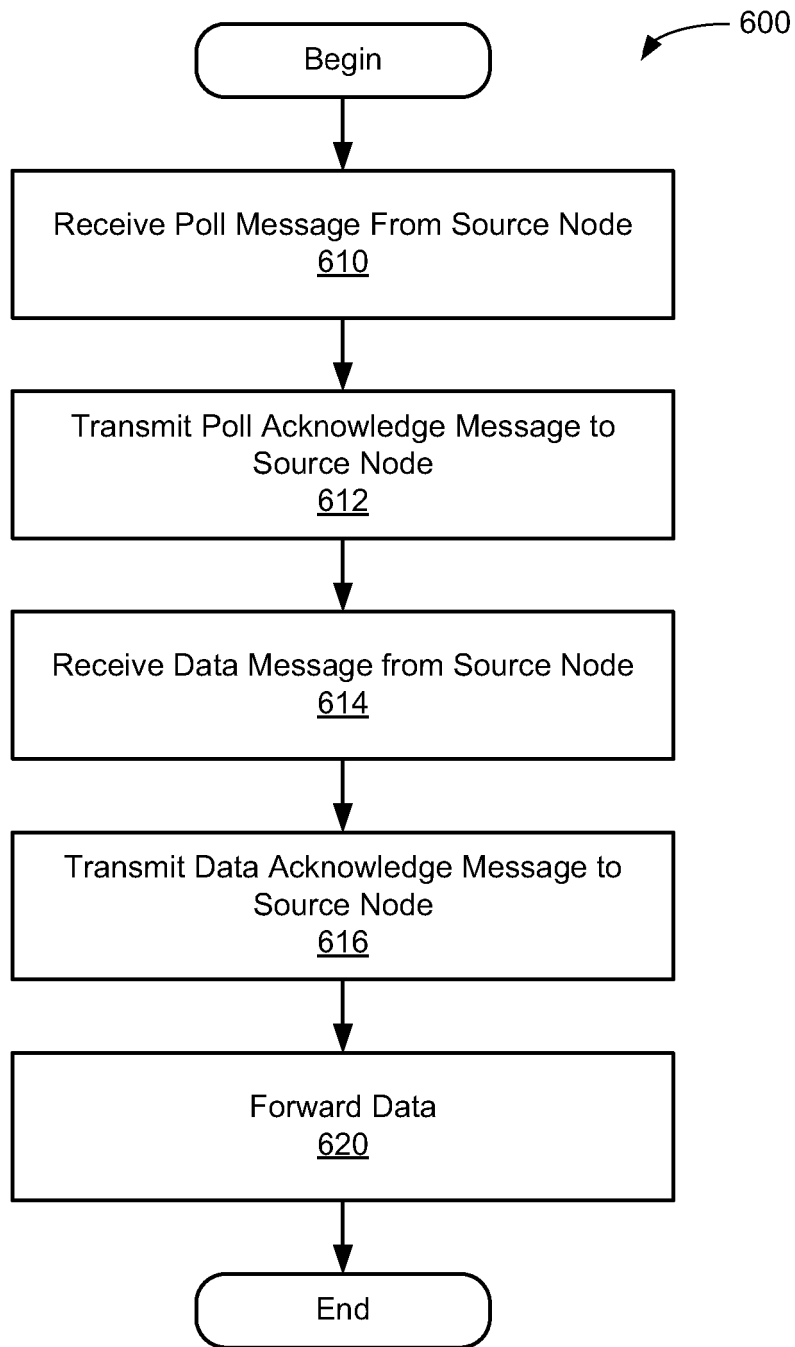 600
Begin
Receive Poll Message From Source Node
610
Transmit Poll Acknowledge Message to
Source Node
612
Receive Data Message from Source Node
614
Transmit Data Acknowledge Message to
Source Node
616
Forward Data
620
End